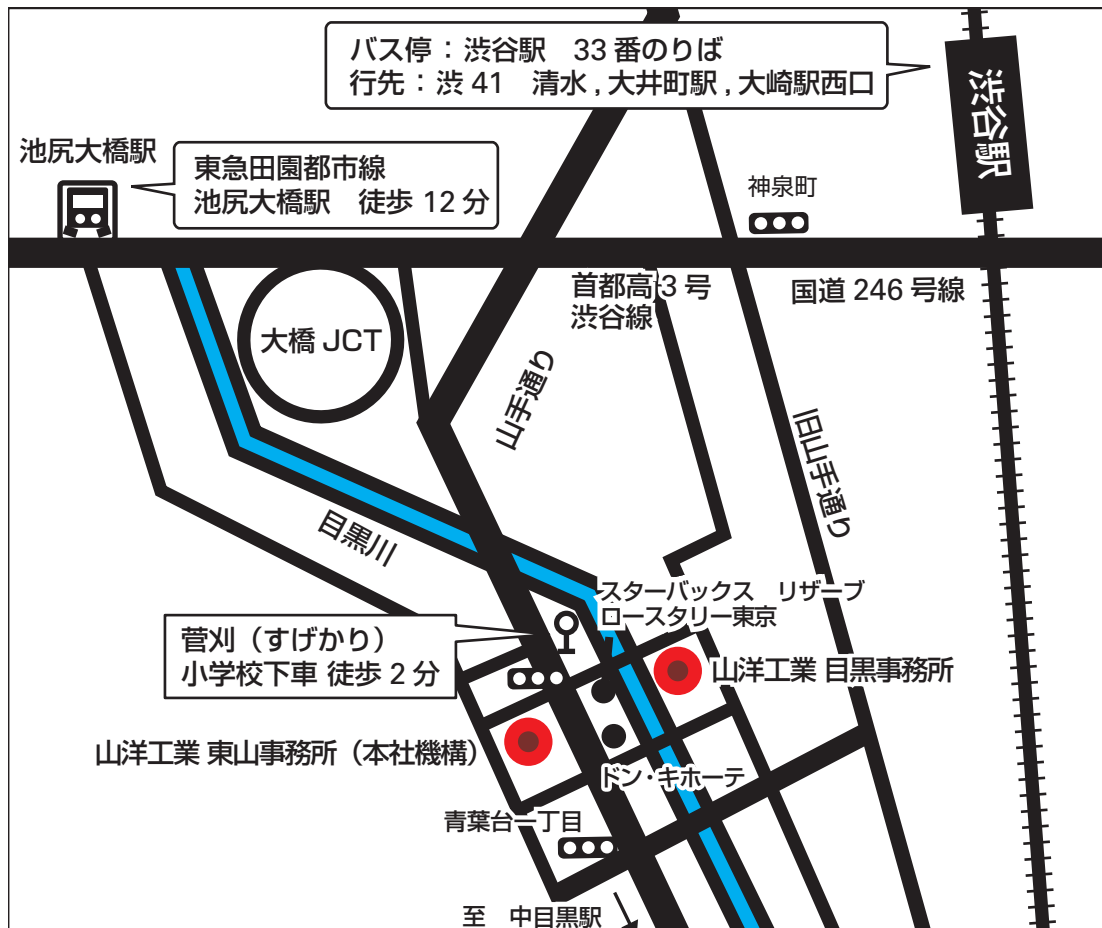 バス停：渋谷駅　33 番のりば
行先：渋 41　清水 , 大井町駅 , 大崎駅西口
渋谷駅
池尻大橋駅
東急田園都市線
池尻大橋駅　徒歩 12 分
神泉町
首都高 3 号
渋谷線
国道 246 号線
大橋 JCT
山手通り
旧山手通り
目黒川
スターバックス　リザーブ
ロースタリー東京
菅刈（すげかり）
小学校下車 徒歩 2 分
山洋工業 目黒事務所
山洋工業 東山事務所（本社機構）
ドン・キホーテ
青葉台一丁目
至　中目黒駅